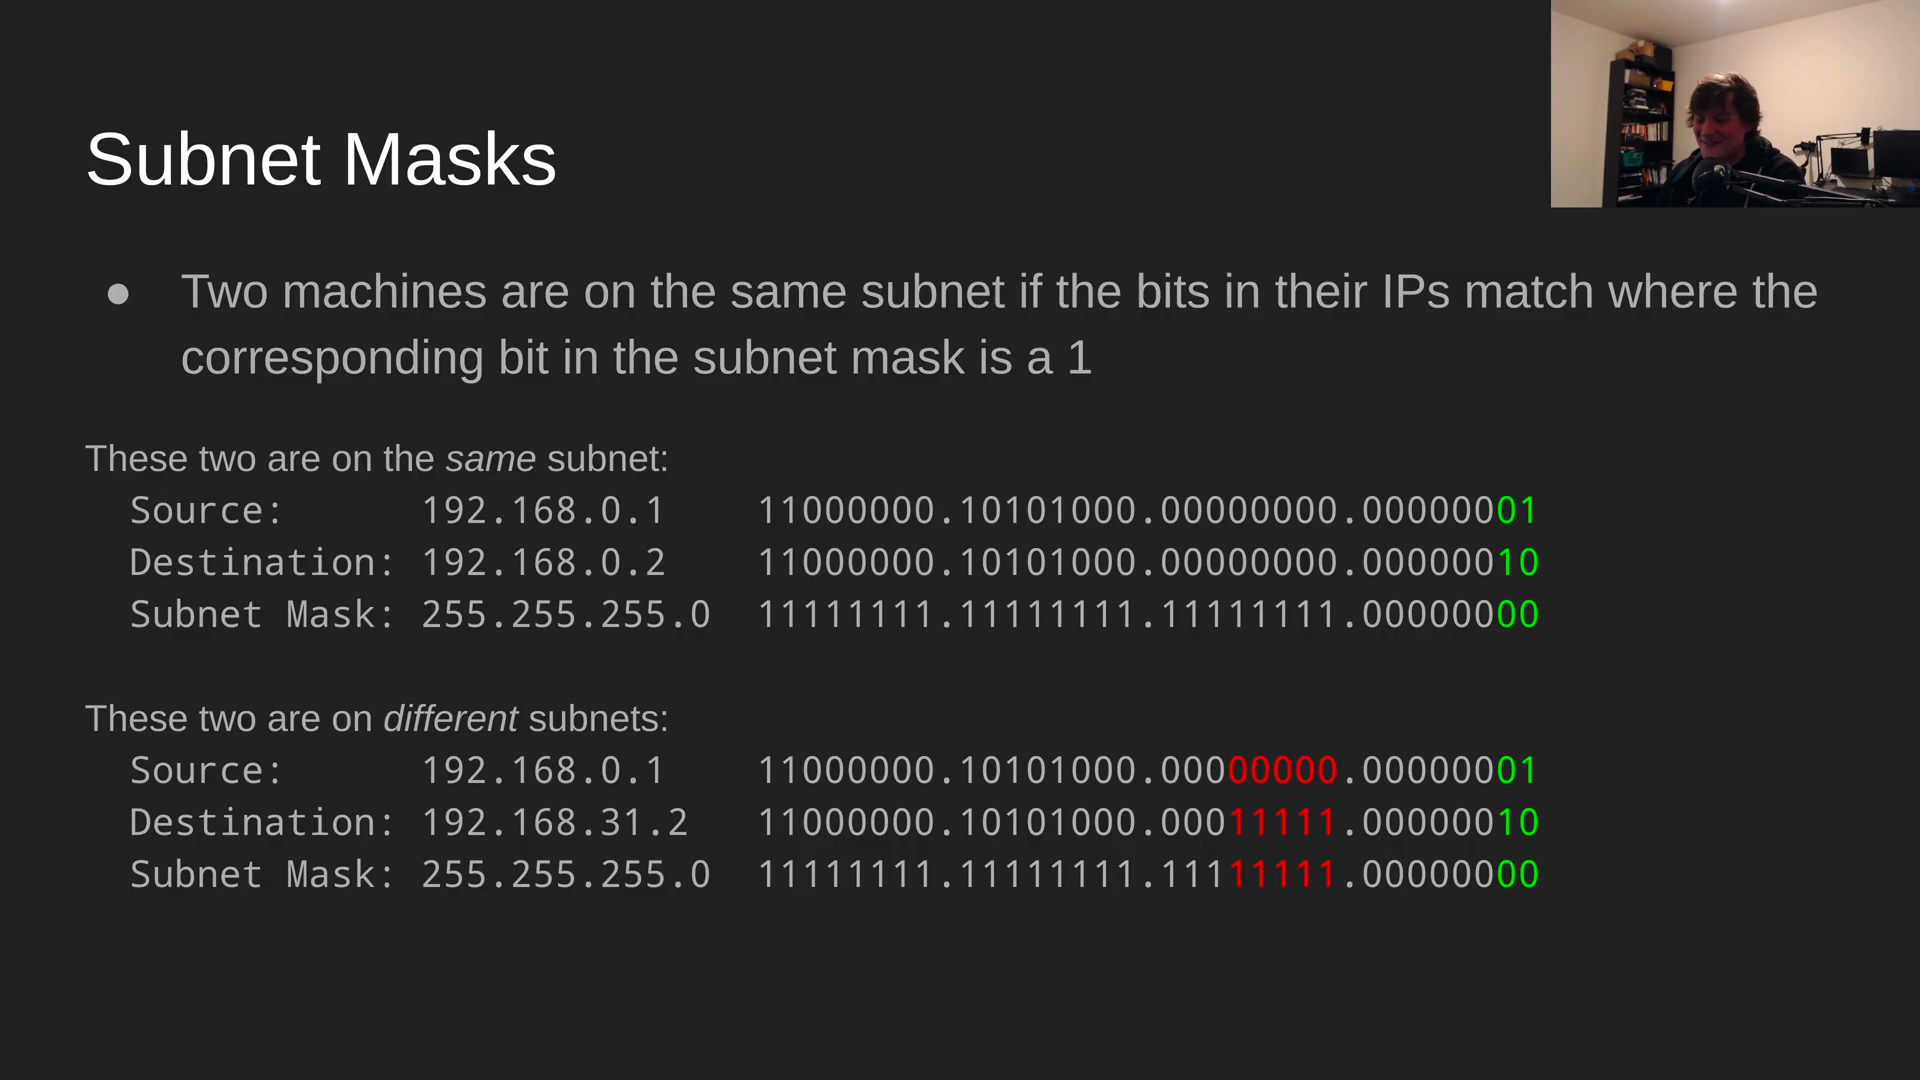 Subnet Masks
● Two machines are on the same subnet if the bits in their IPs match where the
corresponding bit in the subnet mask is a 1
These two are on the same subnet:
Source: 192.168.0.1 11000000.10101000.00000000.00000001
Destination: 192.168.0.2 11000000.10101000.00000000.00000010
Subnet Mask: 255.255.255.0 11111111.11111111.11111111.00000000
These two are on different subnets:
Source: 192.168.0.1 11000000.10101000.00000000.00000001
Destination: 192.168.31.2 11000000.10101000.00011111.00000010
Subnet Mask: 255.255.255.0 11111111.11111111.11111111.00000000